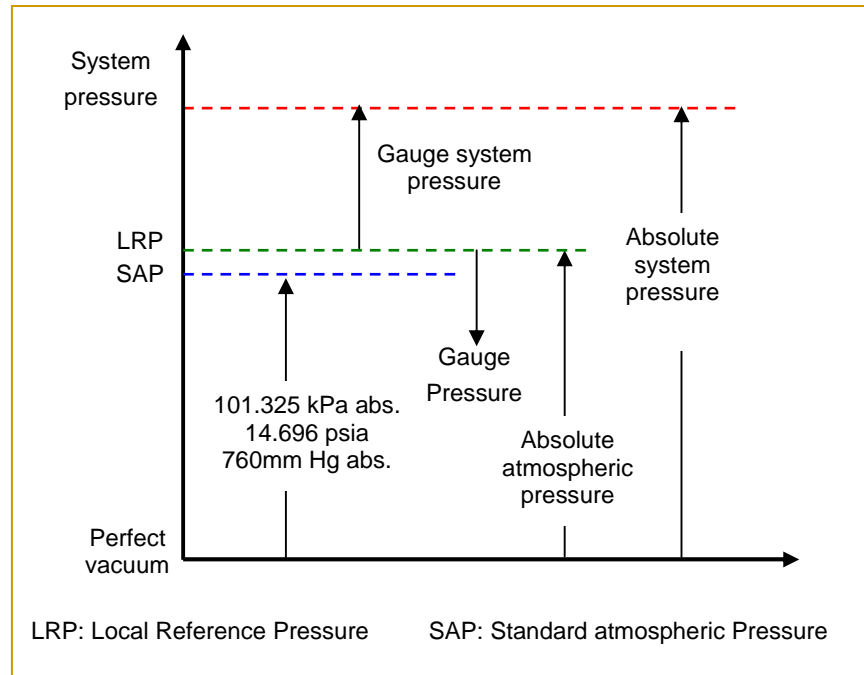 System
pressure
Gauge system
pressure
LRP
SAP
Absolute
system
pressure
Gauge
Pressure
101.325 kPa abs.
14.696 psia
760mm Hg abs.
Absolute
atmospheric
pressure
Perfect
vacuum
LRP: Local Reference Pressure
SAP: Standard atmospheric Pressure